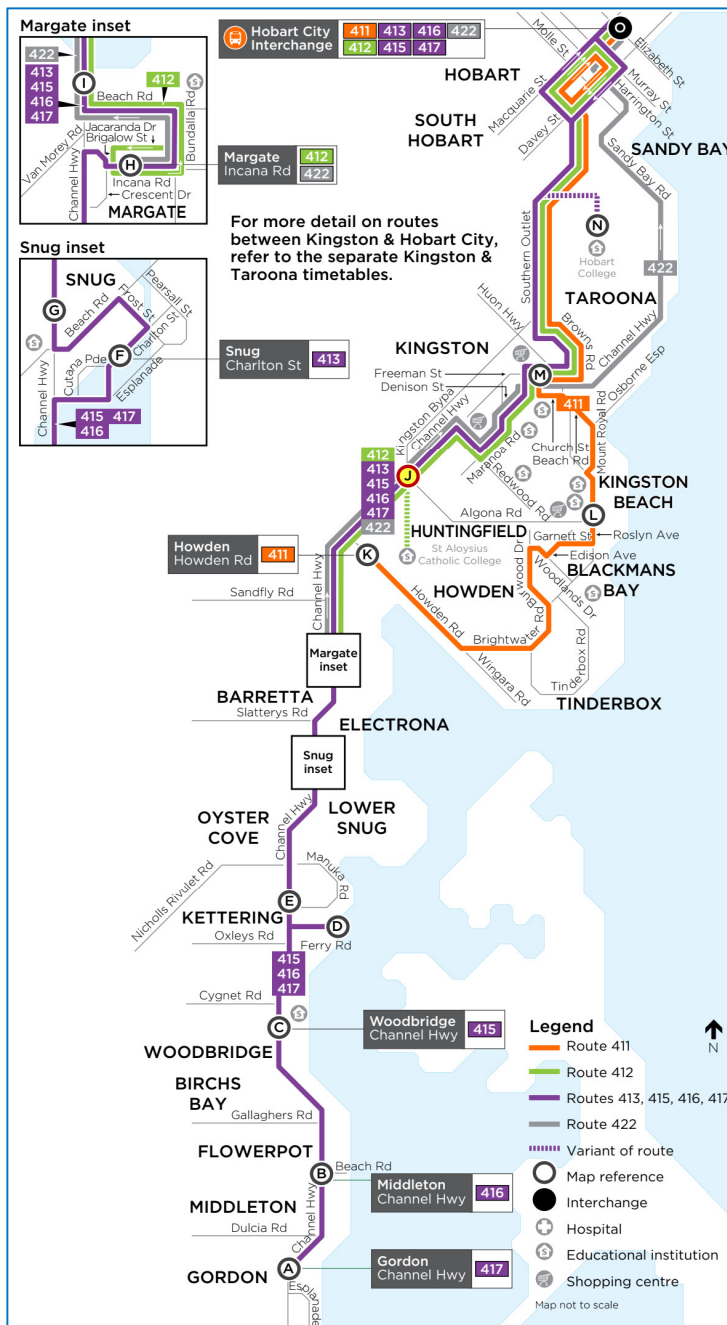 Margate inset
422
413
415
416
417
I
Beach Rd
412
Bundalla Rd
Jacaranda Dr
Brigalow St
Van Morey Rd
Channel Hwy
H
Incana Rd
Crescent Dr
MARGATE
Margate
Incana Rd
412
422
Hobart City
Interchange
411 413 416 422
412 415 417
O
Molle St
Elizabeth St
HOBART
Murray St
Macquarie St
Harrington St
SOUTH
HOBART
Davey St
SANDY BAY
Sandy Bay Rd
For more detail on routes
between Kingston & Hobart City,
refer to the separate Kingston &
Taroona timetables.
Snug inset
SNUG
G
Beach Rd
Frost St
Pearsall St
Charlton St
F
Cutana Pde
Esplanade
Channel Hwy
415 417
416
Snug
Charlton St
413
Southern Outlet
N
Hobart
College
422
TAROONA
Huon Hwy
Browns Rd
Channel Hwy
Osborne Esp
KINGSTON
Freeman St
Denison St
M
411
Kingston Bypa
Channel Hwy
Church St
Beach Rd
Mount Royal Rd
Maranoa Rd
Redwood Rd
KINGSTON
BEACH
412
413
415
416
417
422
J
Algona Rd
L
HUNTINGFIELD
Garnett St
Roslyn Ave
St Aloysius
Catholic College
Edison Ave
BLACKMANS
BAY
Howden
Howden Rd
411
K
HOWDEN
Burwood Dr
Woodlands Dr
Sandfly Rd
Channel Hwy
Howden Rd
Brightwater Rd
Wingara Rd
Tinderbox Rd
TINDERBOX
Margate
inset
BARRETTA
Slatterys Rd
ELECTRONA
Snug
inset
OYSTER
COVE
LOWER
SNUG
Channel Hwy
Nicholls Rivulet Rd
Manuka Rd
E
KETTERING
D
Oxleys Rd
Ferry Rd
415
416
417
Cygnet Rd
C
Woodbridge
Channel Hwy
415
WOODBRIDGE
BIRCHS
BAY
Gallaghers Rd
FLOWERPOT
Beach Rd
B
Middleton
Channel Hwy
416
MIDDLETON
Channel Hwy
Dulcia Rd
A
Gordon
Channel Hwy
417
GORDON
Esplanade
Legend
N
Route 411
Route 412
Routes 413, 415, 416, 417
Route 422
Variant of route
Map reference
Interchange
Hospital
Educational institution
Shopping centre
Map not to scale